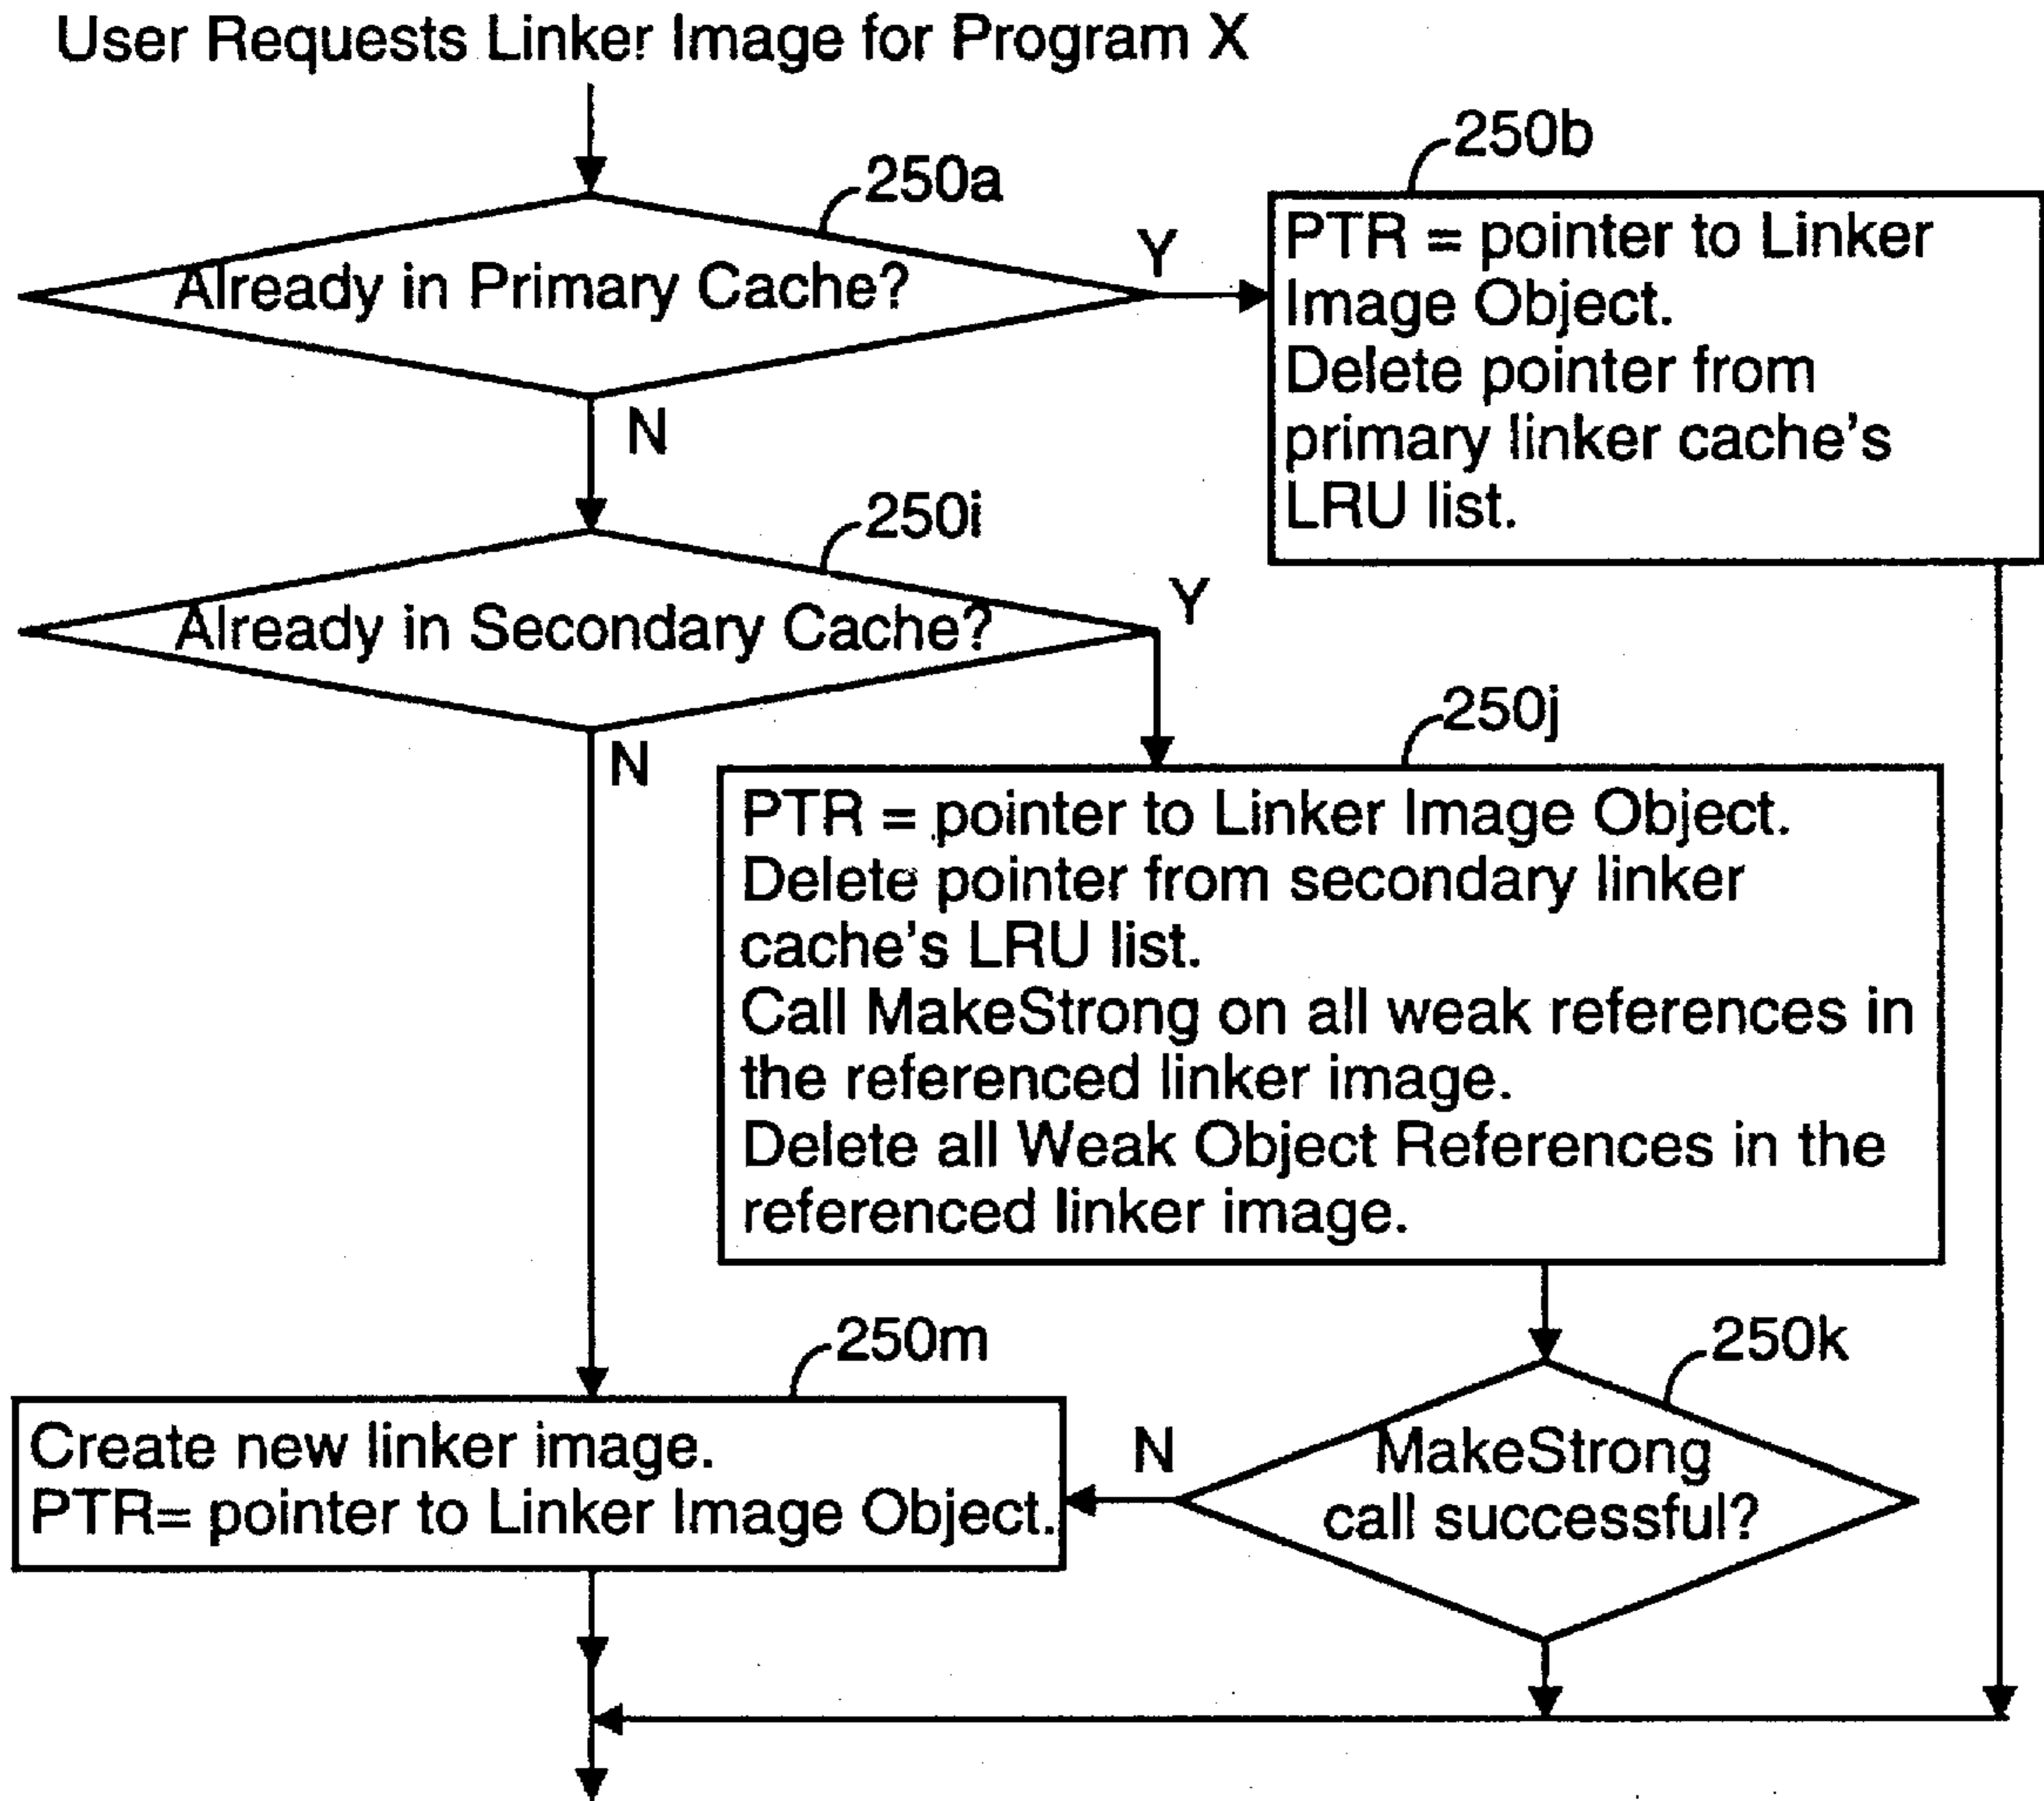 User Requests Linker Image for Program X
250a
Already in Primary Cache?
Y
250b
PTR = pointer to Linker
Image Object.
Delete pointer from
primary linker cache's
LRU list.
N
250i
Already in Secondary Cache?
Y
250j
PTR = pointer to Linker Image Object.
Delete pointer from secondary linker
cache's LRU list.
Call MakeStrong on all weak references in
the referenced linker image.
Delete all Weak Object References in the
referenced linker image.
N
250m
Create new linker image.
PTR= pointer to Linker Image Object.
N
250k
MakeStrong
call successful?